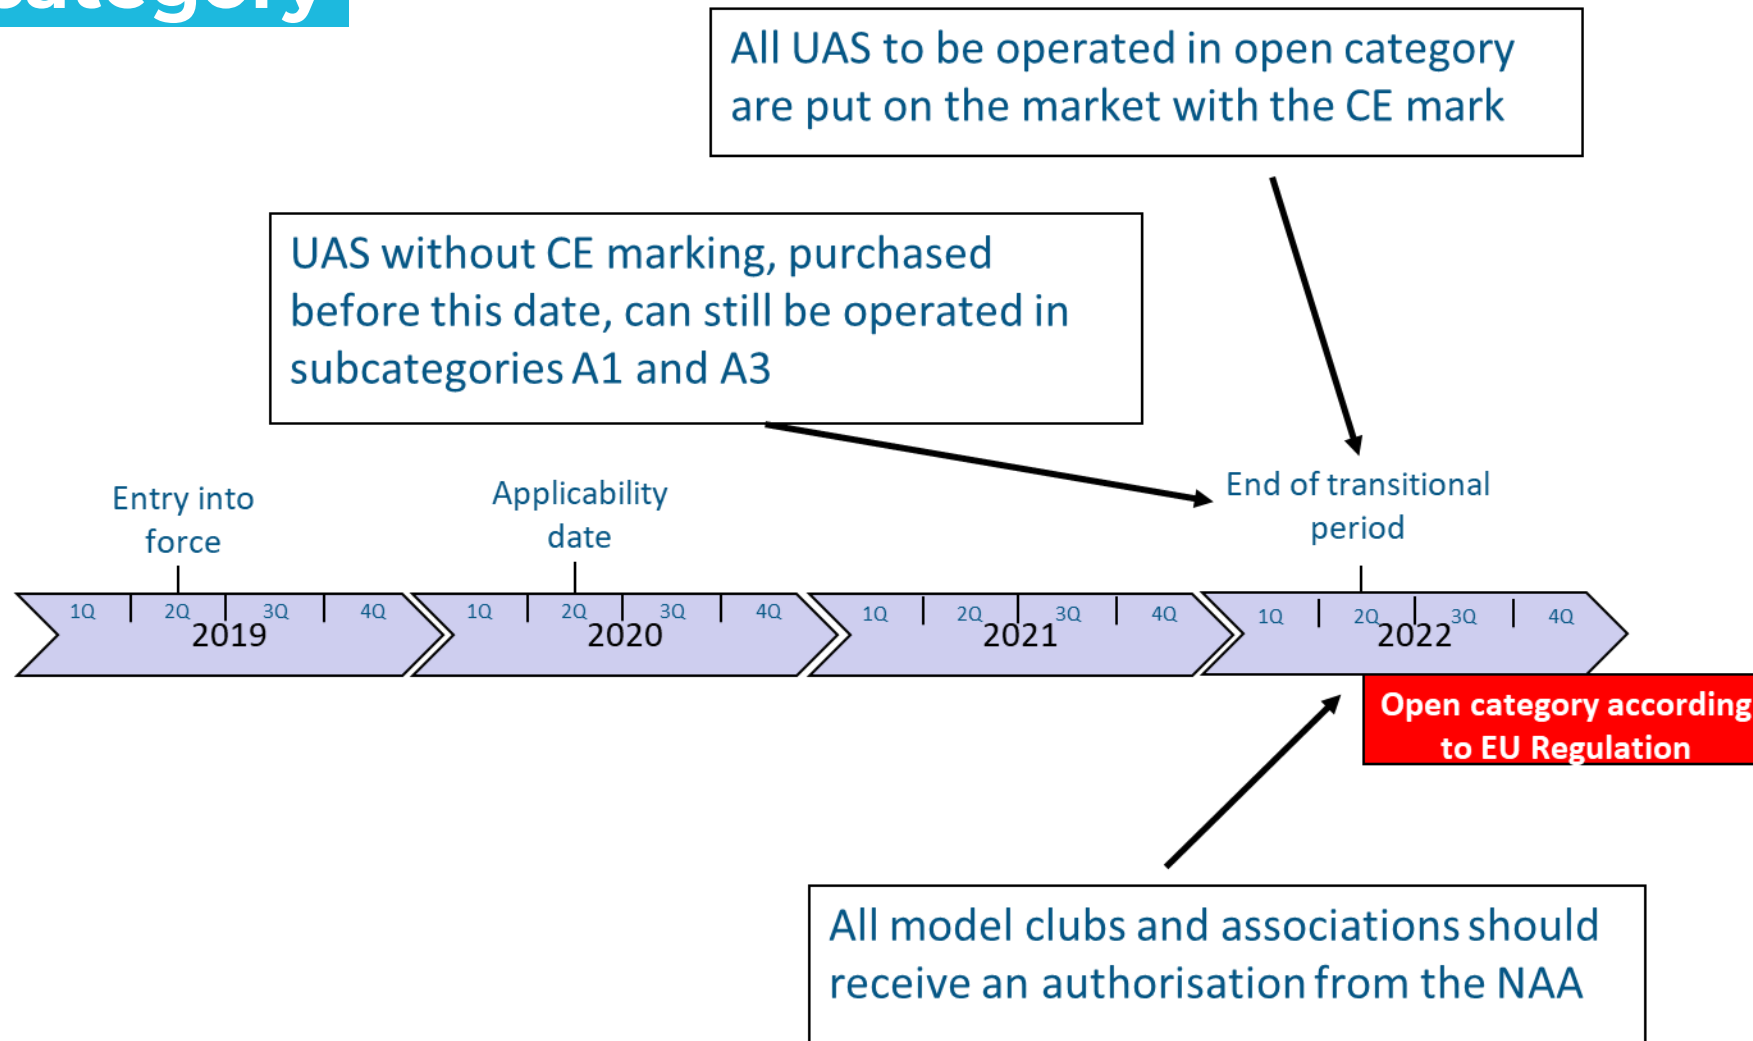 category
All UAS to be operated in open category
are put on the market with the CE mark
UAS without CE marking, purchased
before this date, can still be operated in
subcategories A1 and A3
Entry into
force
Applicability
date
End of transitional
period
1Q 2Q 3Q 4Q
2019
1Q 2Q 3Q 4Q
2020
1Q 2Q 3Q 4Q
2021
1Q 2Q 3Q 4Q
2022
Open category according
to EU Regulation
All model clubs and associations should
receive an authorisation from the NAA